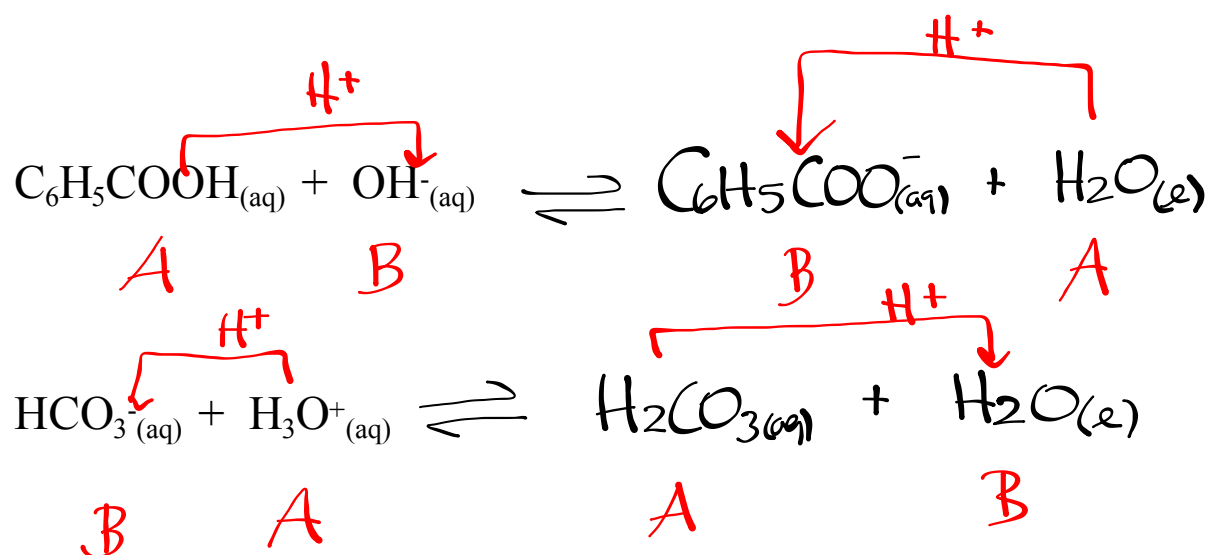 H⁺ H⁺
C₆H₅COOH(aq) + OH⁻(aq) ⇌ C₆H₅COO⁻(aq) + H₂O(ℓ)
A B B A
H⁺ H⁺
HCO₃⁻(aq) + H₃O⁺(aq) ⇌ H₂CO₃(aq) + H₂O(ℓ)
B A A B